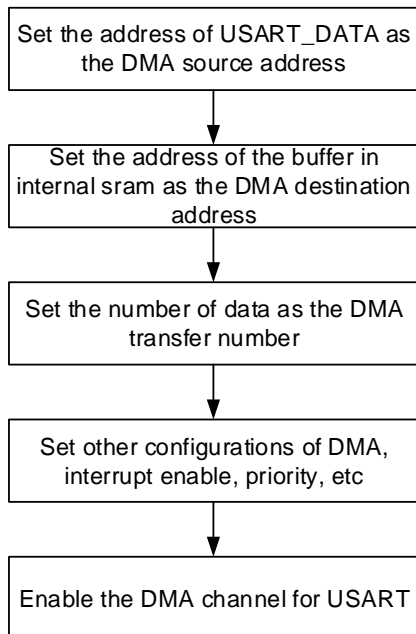 Set the address of USART_DATA as
the DMA source address
Set the address of the buffer in
internal sram as the DMA destination
address
Set the number of data as the DMA
transfer number
Set other configurations of DMA,
interrupt enable, priority, etc
Enable the DMA channel for USART